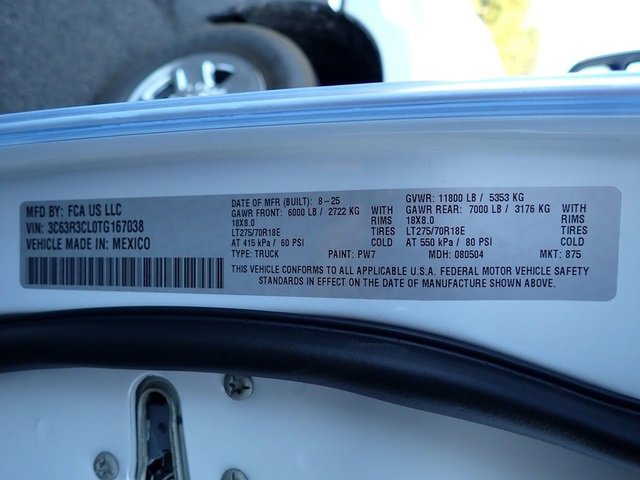 MFD BY: FCA US LLC
VIN: 3C63R3CL0TG167038
VEHICLE MADE IN: MEXICO
DATE OF MFR (BUILT): 8-25
GAWR FRONT: 6000 LB / 2722 KG WITH
18X8.0 RIMS
LT275/70R18E TIRES
AT 415 kPa / 60 PSI COLD
GVWR: 11800 LB / 5353 KG
GAWR REAR: 7000 LB / 3176 KG WITH
18X8.0 RIMS
LT275/70R18E TIRES
AT 550 kPa / 80 PSI COLD
TYPE: TRUCK PAINT: PW7 MDH: 080504 MKT: 875
THIS VEHICLE CONFORMS TO ALL APPLICABLE U.S.A. FEDERAL MOTOR VEHICLE SAFETY
STANDARDS IN EFFECT ON THE DATE OF MANUFACTURE SHOWN ABOVE.